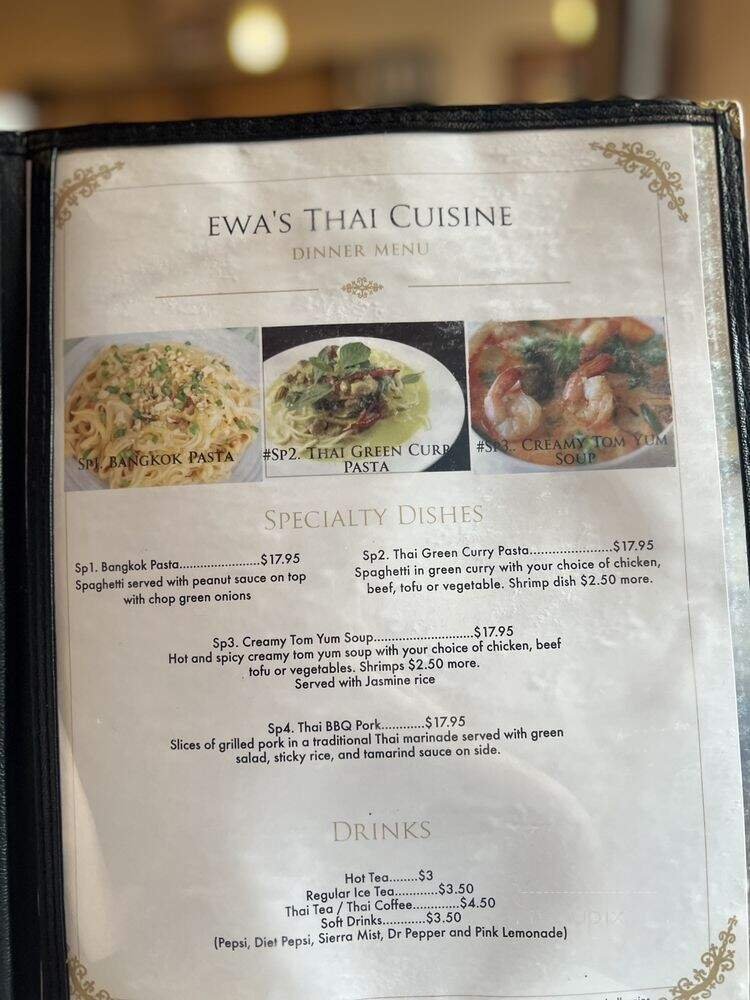 EWA'S THAI CUISINE
DINNER MENU
SP1. BANGKOK PASTA
#SP2. THAI GREEN CURR
PASTA
#SP3.. CREAMY TOM YUM
SOUP
SPECIALTY DISHES
Sp1. Bangkok Pasta......................$17.95
Spaghetti served with peanut sauce on top
with chop green onions
Sp2. Thai Green Curry Pasta.......................$17.95
Spaghetti in green curry with your choice of chicken,
beef, tofu or vegetable. Shrimp dish $2.50 more.
Sp3. Creamy Tom Yum Soup............................$17.95
Hot and spicy creamy tom yum soup with your choice of chicken, beef
tofu or vegetables. Shrimps $2.50 more.
Served with Jasmine rice
Sp4. Thai BBQ Pork............$17.95
Slices of grilled pork in a traditional Thai marinade served with green
salad, sticky rice, and tamarind sauce on side.
DRINKS
Hot Tea........$3
Regular Ice Tea............$3.50
Thai Tea / Thai Coffee.............$4.50
Soft Drinks............$3.50
(Pepsi, Diet Pepsi, Sierra Mist, Dr Pepper and Pink Lemonade)